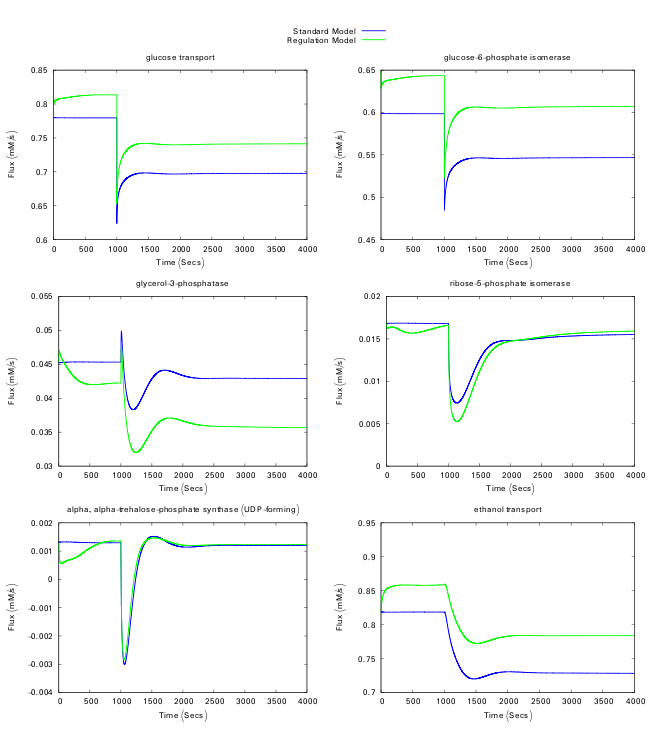 Standard Model
Regulation Model
glucose transport
0.85
0.8
0.75
0.7
0.65
0.6
Flux (mM/s)
0 500 1000 1500 2000 2500 3000 3500 4000
Time (Secs)
glucose-6-phosphate isomerase
0.65
0.6
0.55
0.5
0.45
Flux (mM/s)
0 500 1000 1500 2000 2500 3000 3500 4000
Time (Secs)
glycerol-3-phosphatase
0.055
0.05
0.045
0.04
0.035
0.03
Flux (mM/s)
0 500 1000 1500 2000 2500 3000 3500 4000
Time (Secs)
ribose-5-phosphate isomerase
0.02
0.015
0.01
0.005
0
Flux (mM/s)
0 500 1000 1500 2000 2500 3000 3500 4000
Time (Secs)
alpha, alpha-trehalose-phosphate synthase (UDP-forming)
0.002
0.001
0
-0.001
-0.002
-0.003
-0.004
Flux (mM/s)
0 500 1000 1500 2000 2500 3000 3500 4000
Time (Secs)
ethanol transport
0.95
0.9
0.85
0.8
0.75
0.7
Flux (mM/s)
0 500 1000 1500 2000 2500 3000 3500 4000
Time (Secs)